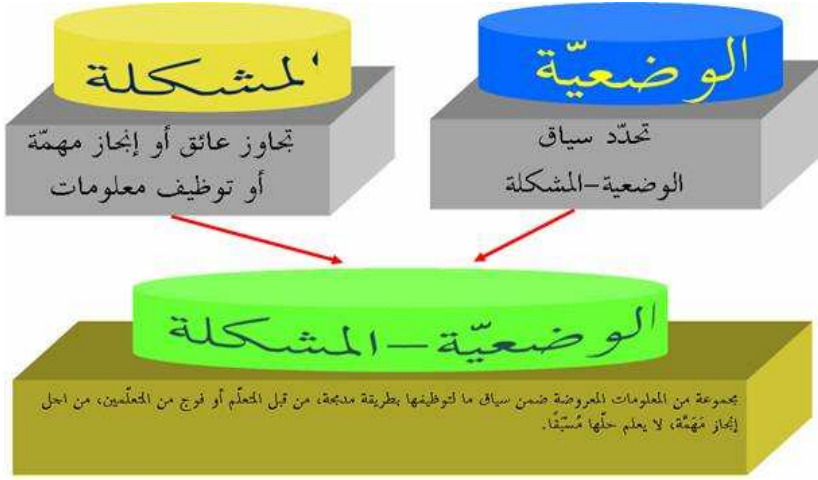 الوضعيّة
تحدّد سياق
الوضعية-المشكلة
المشكلة
تجاوز عائق أو إنجاز مهمّة
أو توظيف معلومات
الوضعيّة-المشكلة
مجموعة من المعلومات المعروضة ضمن سياق ما لتوظيفها بطريقة مدمجة، من قبل المتعلّم أو فوج من المتعلّمين، من اجل
إنجاز مَهَمَّة، لا يعلم حلّها مُسَبَّقًا.